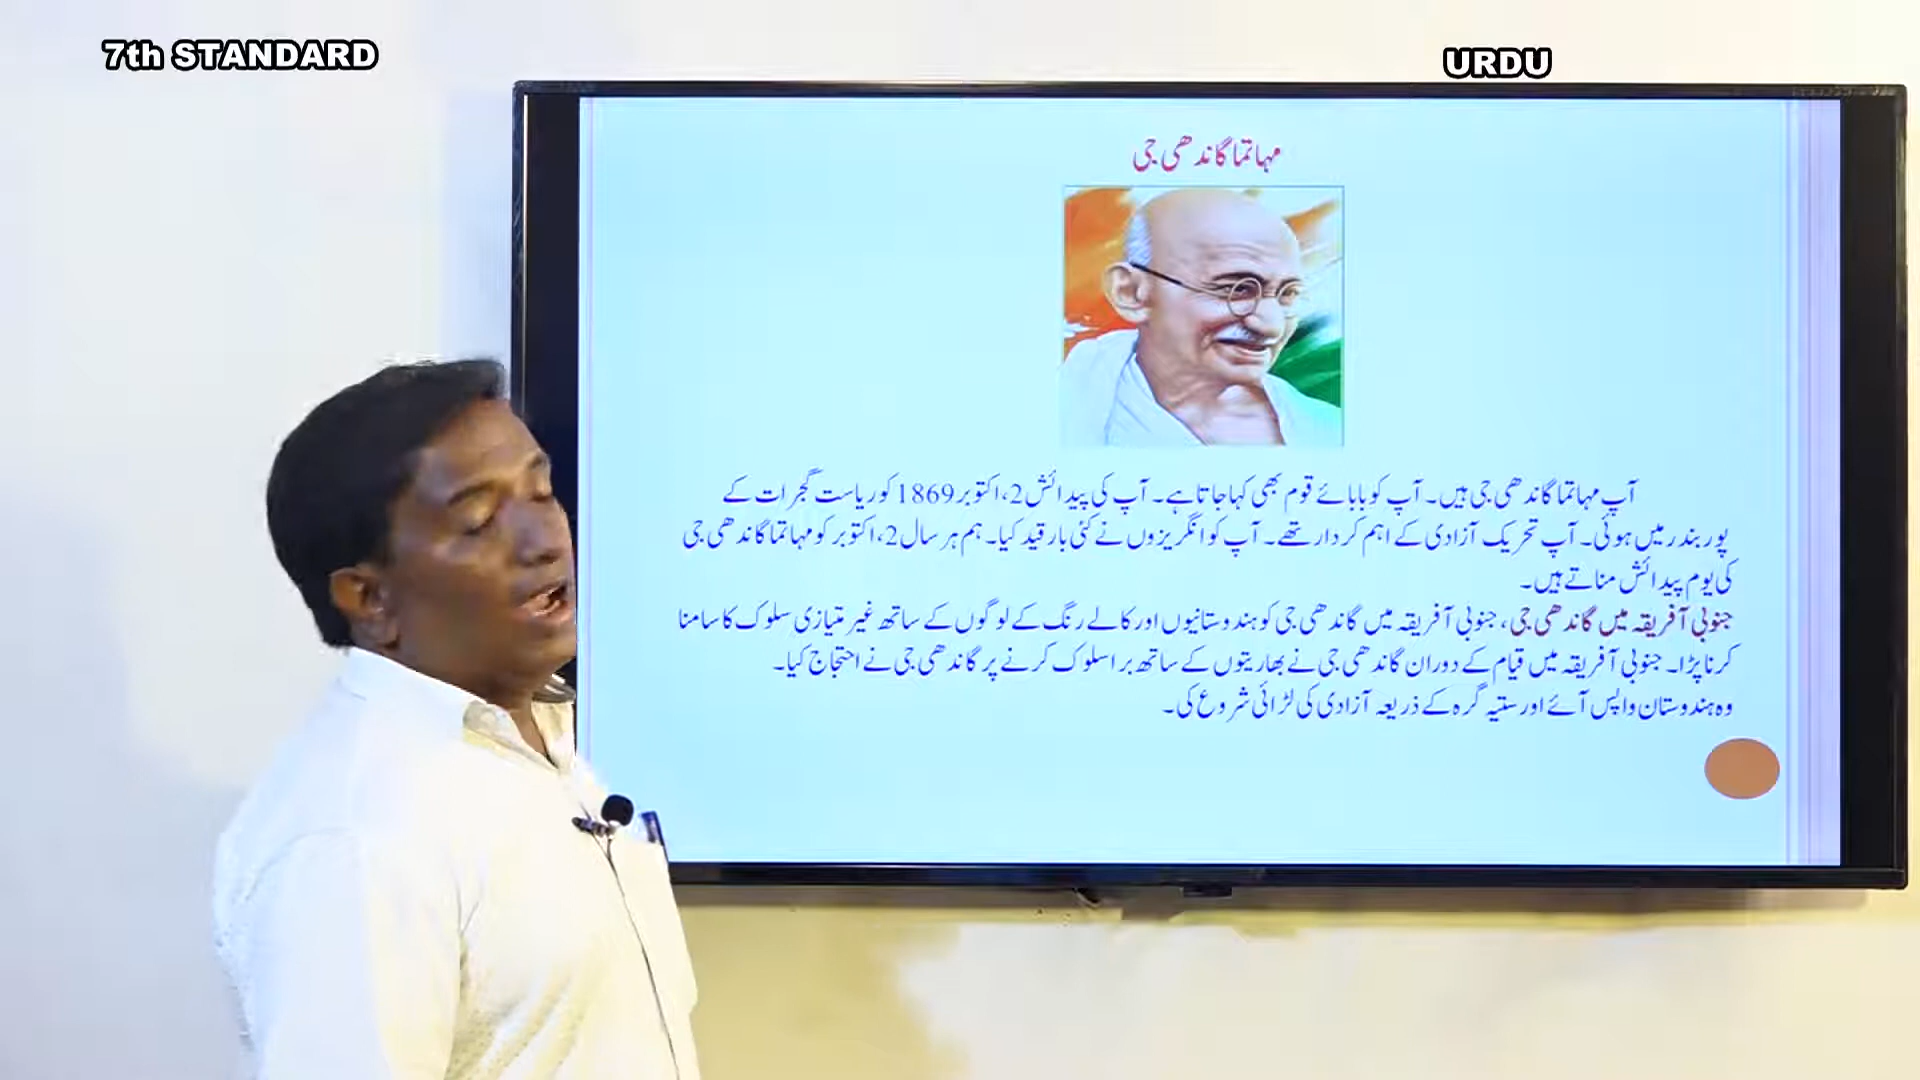 7th STANDARD
URDU
مہاتما گاندھی جی
آپ مہاتما گاندھی جی ہیں۔ آپ کو بابائے قوم بھی کہا جاتا ہے۔ آپ کی پیدائش 2، اکتوبر 1869 کو ریاست گجرات کے
پور بندر میں ہوئی۔ آپ تحریک آزادی کے اہم کردار تھے۔ آپ کو انگریزوں نے کئی بار قید کیا۔ ہم ہر سال 2، اکتوبر کو مہاتما گاندھی جی
کی یوم پیدائش مناتے ہیں۔
جنوبی آفریقہ میں گاندھی جی، جنوبی آفریقہ میں گاندھی جی کو ہندوستانیوں اور کالے رنگ کے لوگوں کے ساتھ غیر متیازی سلوک کا سامنا
کرنا پڑا۔ جنوبی آفریقہ میں قیام کے دوران گاندھی جی نے بھاریتوں کے ساتھ برا سلوک کرنے پر گاندھی جی نے احتجاج کیا۔
وہ ہندوستان واپس آئے اور ستیہ گرہ کے ذریعہ آزادی کی لڑائی شروع کی۔